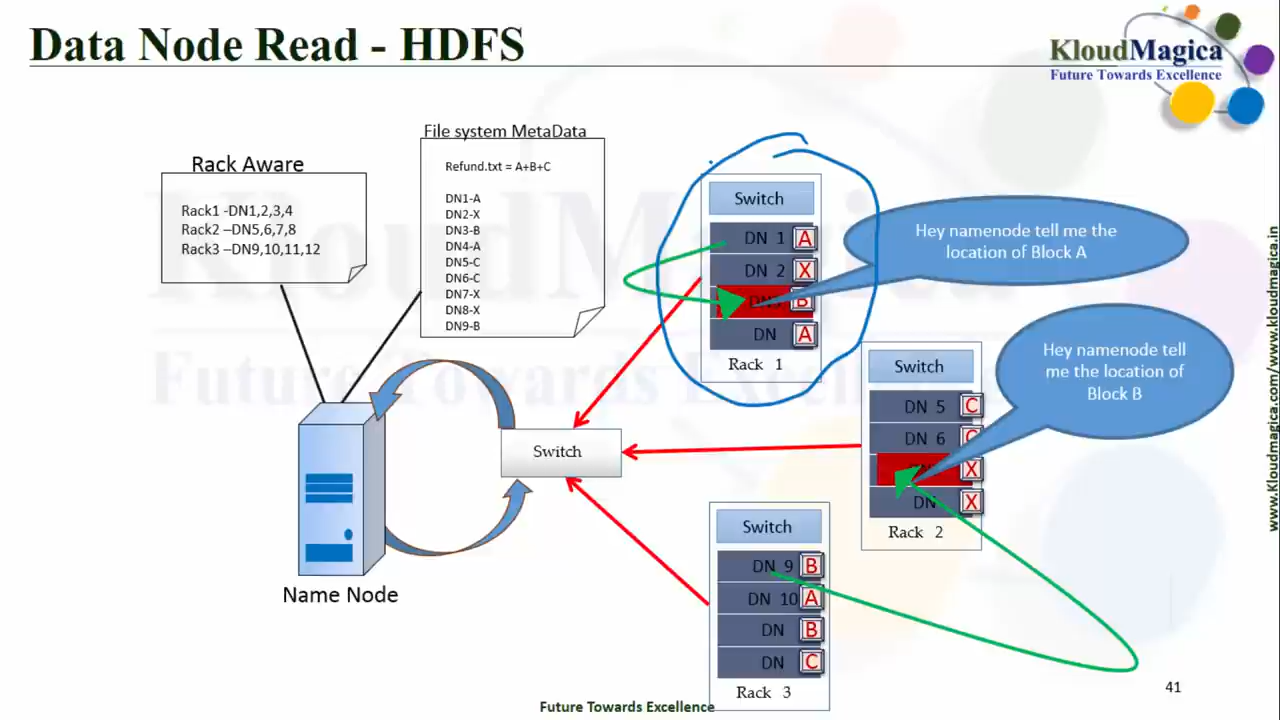 Data Node Read - HDFS
KloudMagica
Future Towards Excellence
Rack Aware
Rack1 -DN1,2,3,4
Rack2 –DN5,6,7,8
Rack3 –DN9,10,11,12
File system MetaData
Refund.txt = A+B+C
DN1-A
DN2-X
DN3-B
DN4-A
DN5-C
DN6-C
DN7-X
DN8-X
DN9-B
Switch
DN 1 A
DN 2 X
B
DN A
Rack 1
Hey namenode tell me the
location of Block A
Switch
DN 5 C
DN 6 C
X
DN X
Rack 2
Hey namenode tell
me the location of
Block B
Switch
Name Node
Switch
DN 9 B
DN 10 A
DN B
DN C
Rack 3
www.Kloudmagica.com/www.kloudmagica.in
41
Future Towards Excellence
KloudMagica
Future Towards Excellence